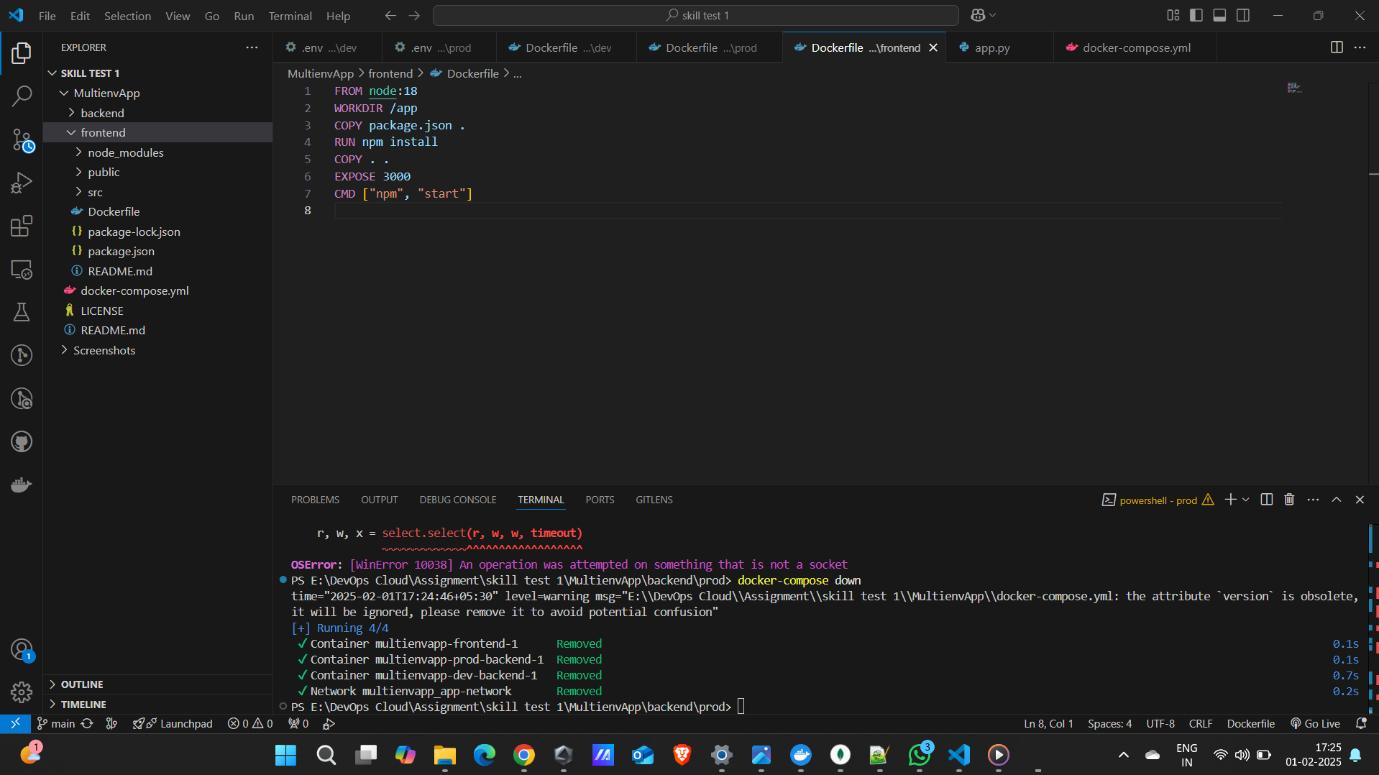 File Edit Selection View Go Run Terminal Help
skill test 1
EXPLORER
SKILL TEST 1
MultienvApp
backend
frontend
node_modules
public
src
Dockerfile
package-lock.json
package.json
README.md
docker-compose.yml
LICENSE
README.md
Screenshots
OUTLINE
TIMELINE
.env ...\dev
.env ...\prod
Dockerfile ...\dev
Dockerfile ...\prod
Dockerfile ...\frontend
app.py
docker-compose.yml
MultienvApp > frontend > Dockerfile > ...
1 FROM node:18
2 WORKDIR /app
3 COPY package.json .
4 RUN npm install
5 COPY . .
6 EXPOSE 3000
7 CMD ["npm", "start"]
8
PROBLEMS OUTPUT DEBUG CONSOLE TERMINAL PORTS GITLENS
powershell - prod
r, w, x = select.select(r, w, w, timeout)
~~~~~~~~~~~~~^^^^^^^^^^^^^^^^^^
OSError: [WinError 10038] An operation was attempted on something that is not a socket
PS E:\DevOps Cloud\Assignment\skill test 1\MultienvApp\backend\prod> docker-compose down
time="2025-02-01T17:24:46+05:30" level=warning msg="E:\\DevOps Cloud\\Assignment\\skill test 1\\MultienvApp\\docker-compose.yml: the attribute `version` is obsolete,
it will be ignored, please remove it to avoid potential confusion"
[+] Running 4/4
✓ Container multienvapp-frontend-1 Removed 0.1s
✓ Container multienvapp-prod-backend-1 Removed 0.1s
✓ Container multienvapp-dev-backend-1 Removed 0.7s
✓ Network multienvapp_app-network Removed 0.2s
PS E:\DevOps Cloud\Assignment\skill test 1\MultienvApp\backend\prod>
main Launchpad 0 0 0 Ln 8, Col 1 Spaces: 4 UTF-8 CRLF Dockerfile Go Live
1
1
3
ENG
IN
17:25
01-02-2025